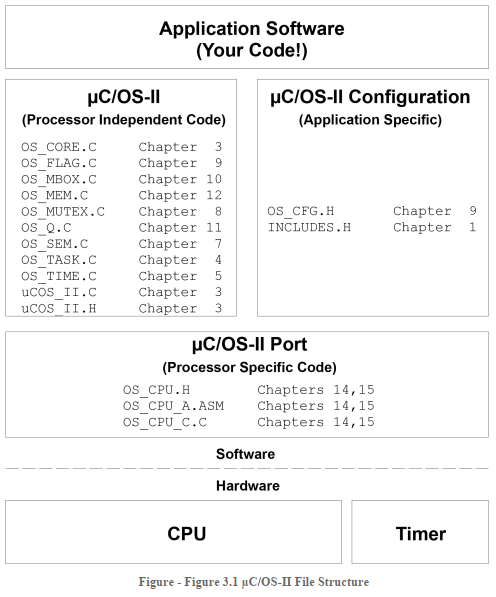 Application Software
(Your Code!)
µC/OS-II
(Processor Independent Code)
OS_CORE.C Chapter 3
OS_FLAG.C Chapter 9
OS_MBOX.C Chapter 10
OS_MEM.C Chapter 12
OS_MUTEX.C Chapter 8
OS_Q.C Chapter 11
OS_SEM.C Chapter 7
OS_TASK.C Chapter 4
OS_TIME.C Chapter 5
uCOS_II.C Chapter 3
uCOS_II.H Chapter 3
µC/OS-II Configuration
(Application Specific)
OS_CFG.H Chapter 9
INCLUDES.H Chapter 1
µC/OS-II Port
(Processor Specific Code)
OS_CPU.H Chapters 14,15
OS_CPU_A.ASM Chapters 14,15
OS_CPU_C.C Chapters 14,15
Software
Hardware
CPU
Timer
Figure - Figure 3.1 µC/OS-II File Structure